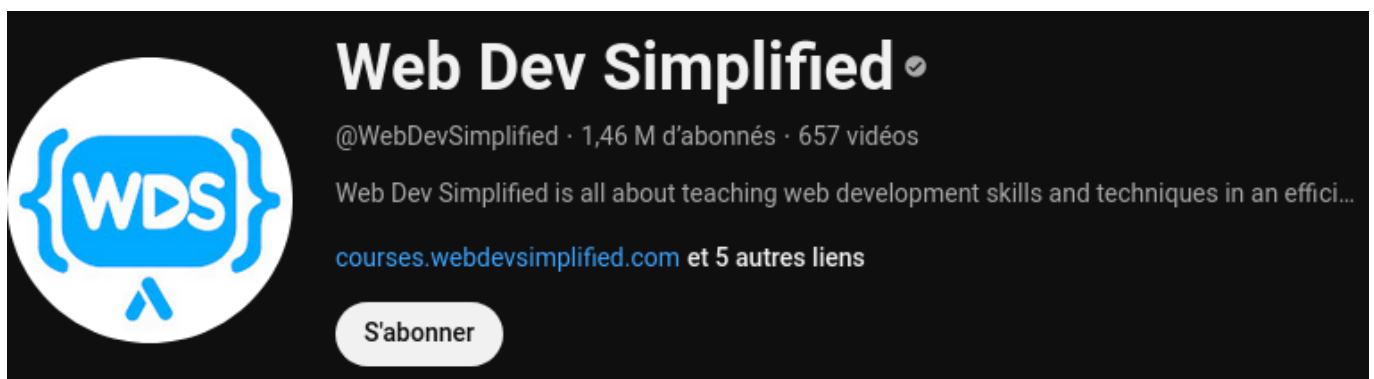 WDS
Web Dev Simplified
@WebDevSimplified · 1,46 M d’abonnés · 657 vidéos
Web Dev Simplified is all about teaching web development skills and techniques in an effici…
courses.webdevsimplified.com et 5 autres liens
S'abonner